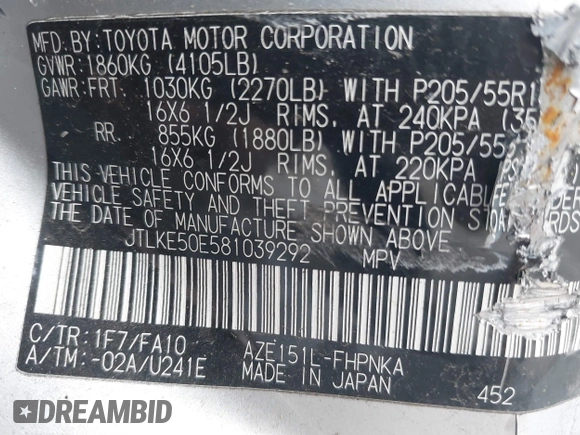 MFD.BY:TOYOTA MOTOR CORPORATION
GVWR:1860KG (4105LB)
GAWR:FRT. 1030KG (2270LB) WITH P205/55R1
16X6 1/2J RIMS, AT 240KPA (35
RR. 855KG (1880LB) WITH P205/55
16X6 1/2J RIMS, AT 220KPA
THIS VEHICLE CONFORMS TO ALL APPLICABLE
VEHICLE SAFETY AND THEFT PREVENTION
THE DATE OF MANUFACTURE SHOWN ABOVE.
JTLKE50E581039292 MPV
C/TR:1F7/FA10 AZE151L-FHPNKA
A/TM:-02A/U241E MADE IN JAPAN 452
DREAMBID